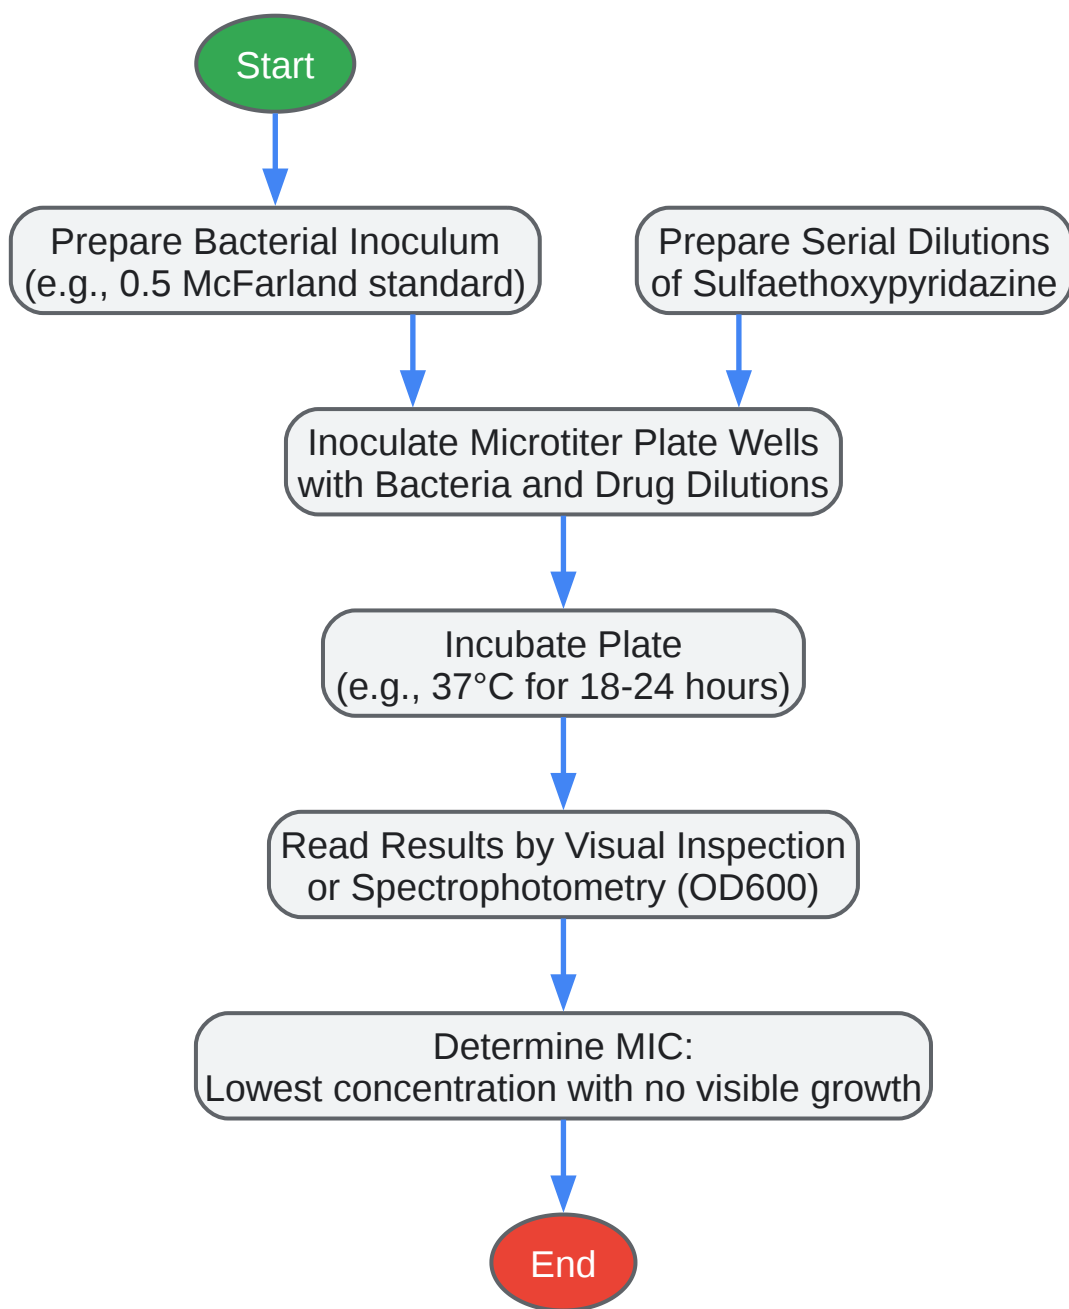 Start
Prepare Bacterial Inoculum
(e.g., 0.5 McFarland standard)
Prepare Serial Dilutions
of Sulfaethoxypyridazine
Inoculate Microtiter Plate Wells
with Bacteria and Drug Dilutions
Incubate Plate
(e.g., 37°C for 18-24 hours)
Read Results by Visual Inspection
or Spectrophotometry (OD600)
Determine MIC:
Lowest concentration with no visible growth
End